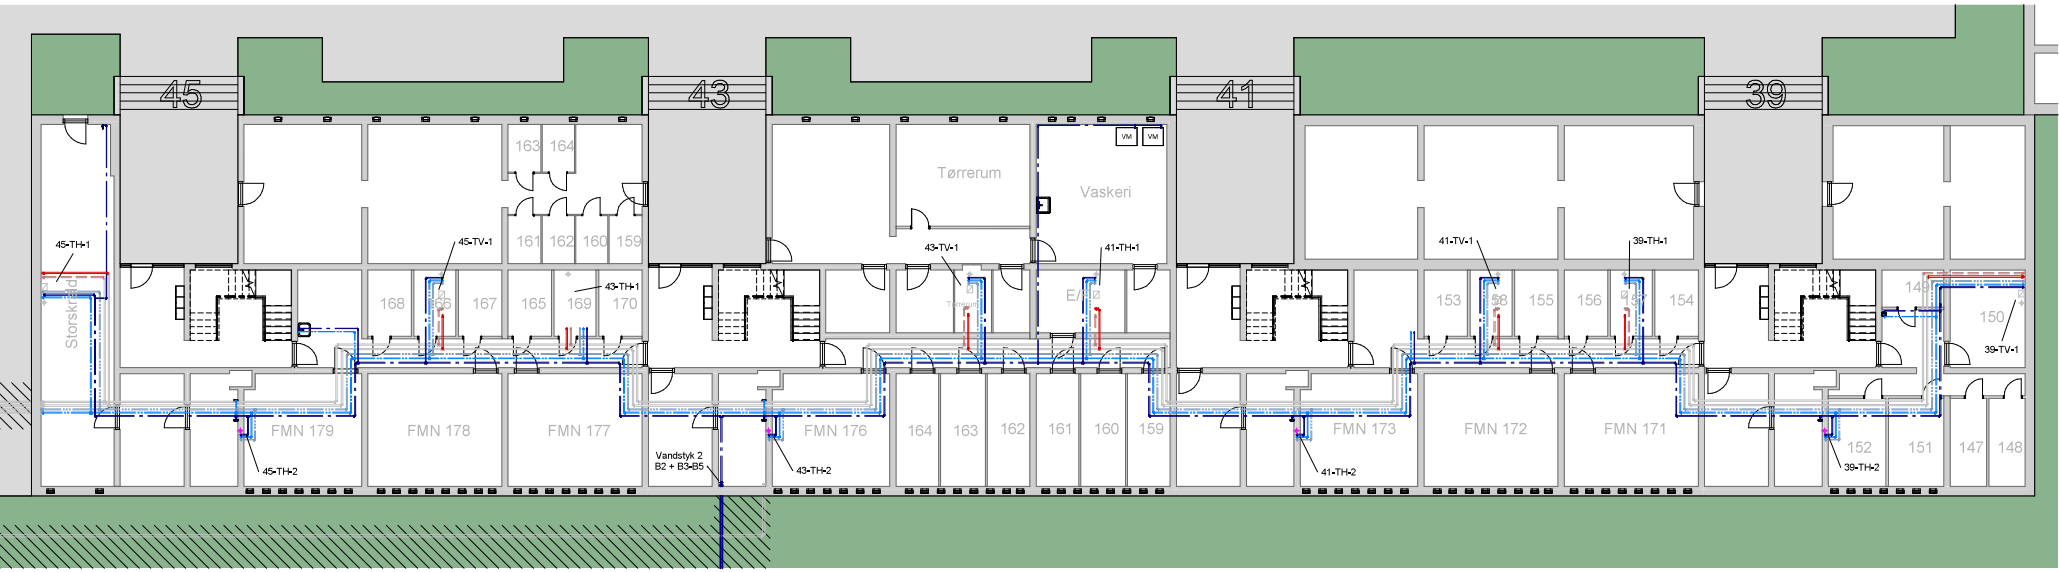 45
43
41
39
VM
VM
163
164
Tørrerum
Vaskeri
45-TH-1
161
162
160
159
45-TV-1
43-TV-1
41-TH-1
41-TV-1
39-TH-1
Storskrald
168
167
165
169
170
43-TH-1
Tørrerum
153
155
156
154
149
150
39-TV-1
FMN 179
FMN 178
FMN 177
FMN 176
164
163
162
161
160
159
FMN 173
FMN 172
FMN 171
152
151
147
148
45-TH-2
Vandstyk 2
B2 + B3-B5
43-TH-2
41-TH-2
39-TH-2